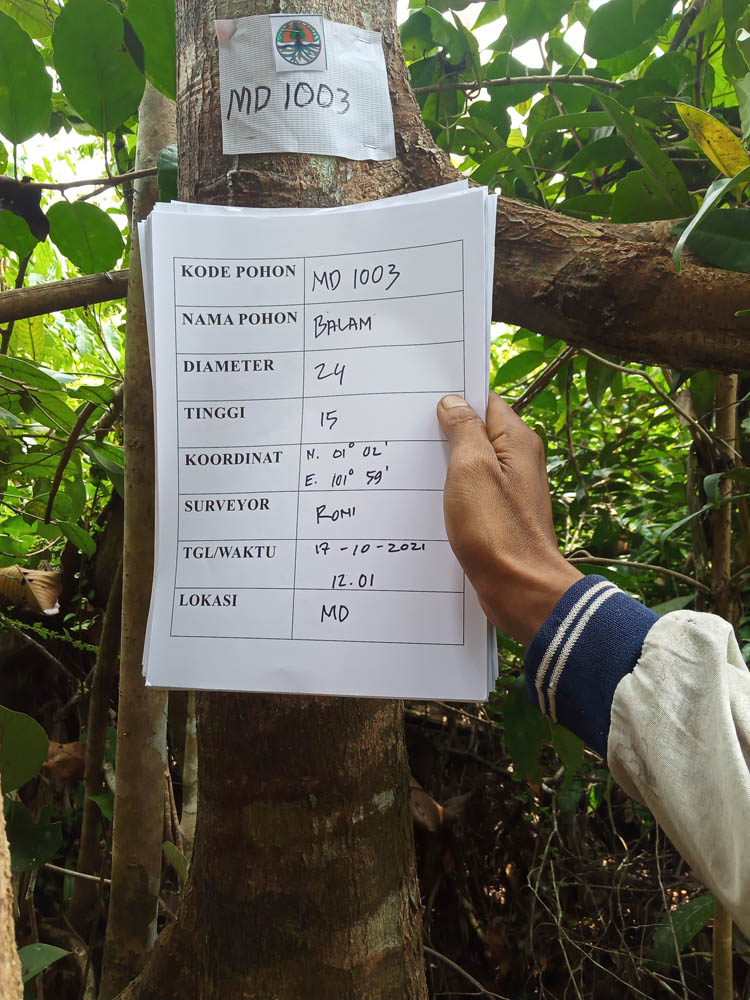 MD 1003
KODE POHON MD 1003
NAMA POHON BALAM
DIAMETER 24
TINGGI 15
KOORDINAT N. 01° 02'
E. 101° 59'
SURVEYOR ROMI
TGL/WAKTU 17-10-2021
12.01
LOKASI MD